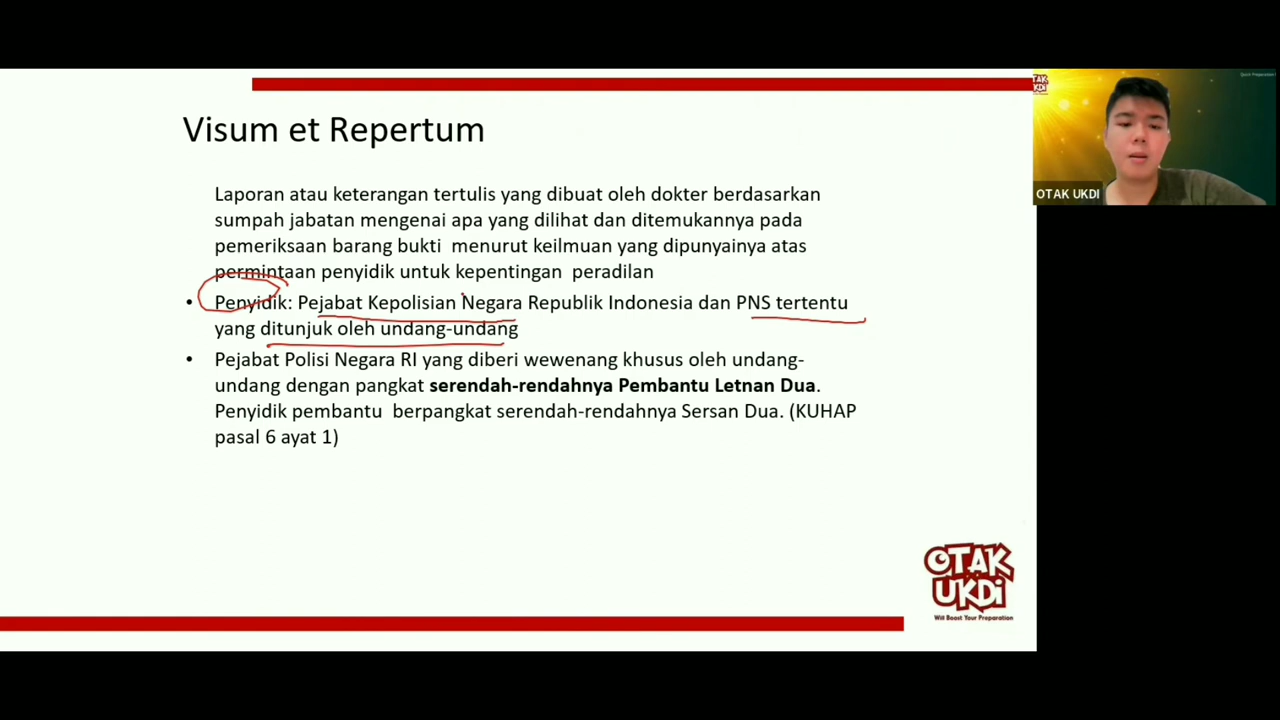 Visum et Repertum
Laporan atau keterangan tertulis yang dibuat oleh dokter berdasarkan
sumpah jabatan mengenai apa yang dilihat dan ditemukannya pada
pemeriksaan barang bukti menurut keilmuan yang dipunyainya atas
permintaan penyidik untuk kepentingan peradilan
• Penyidik: Pejabat Kepolisian Negara Republik Indonesia dan PNS tertentu
yang ditunjuk oleh undang-undang
• Pejabat Polisi Negara RI yang diberi wewenang khusus oleh undang-
undang dengan pangkat serendah-rendahnya Pembantu Letnan Dua.
Penyidik pembantu berpangkat serendah-rendahnya Sersan Dua. (KUHAP
pasal 6 ayat 1)
OTAK UKDI
OTAK
UKDi
Will Boost Your Preparation